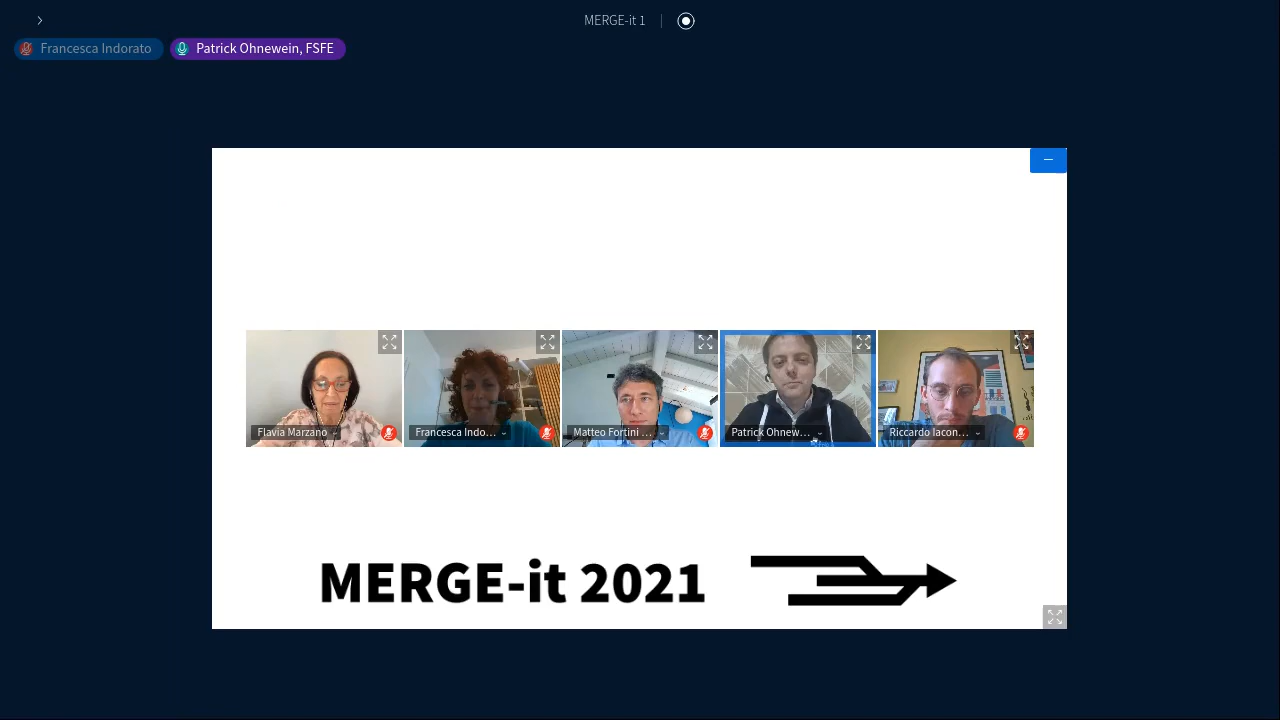 MERGE-it 1
Francesca Indorato
Patrick Ohnewein, FSFE
Flavia Marzano
Francesca Indo...
Matteo Fortini ...
Patrick Ohnew...
Riccardo Iacon...
MERGE-it 2021